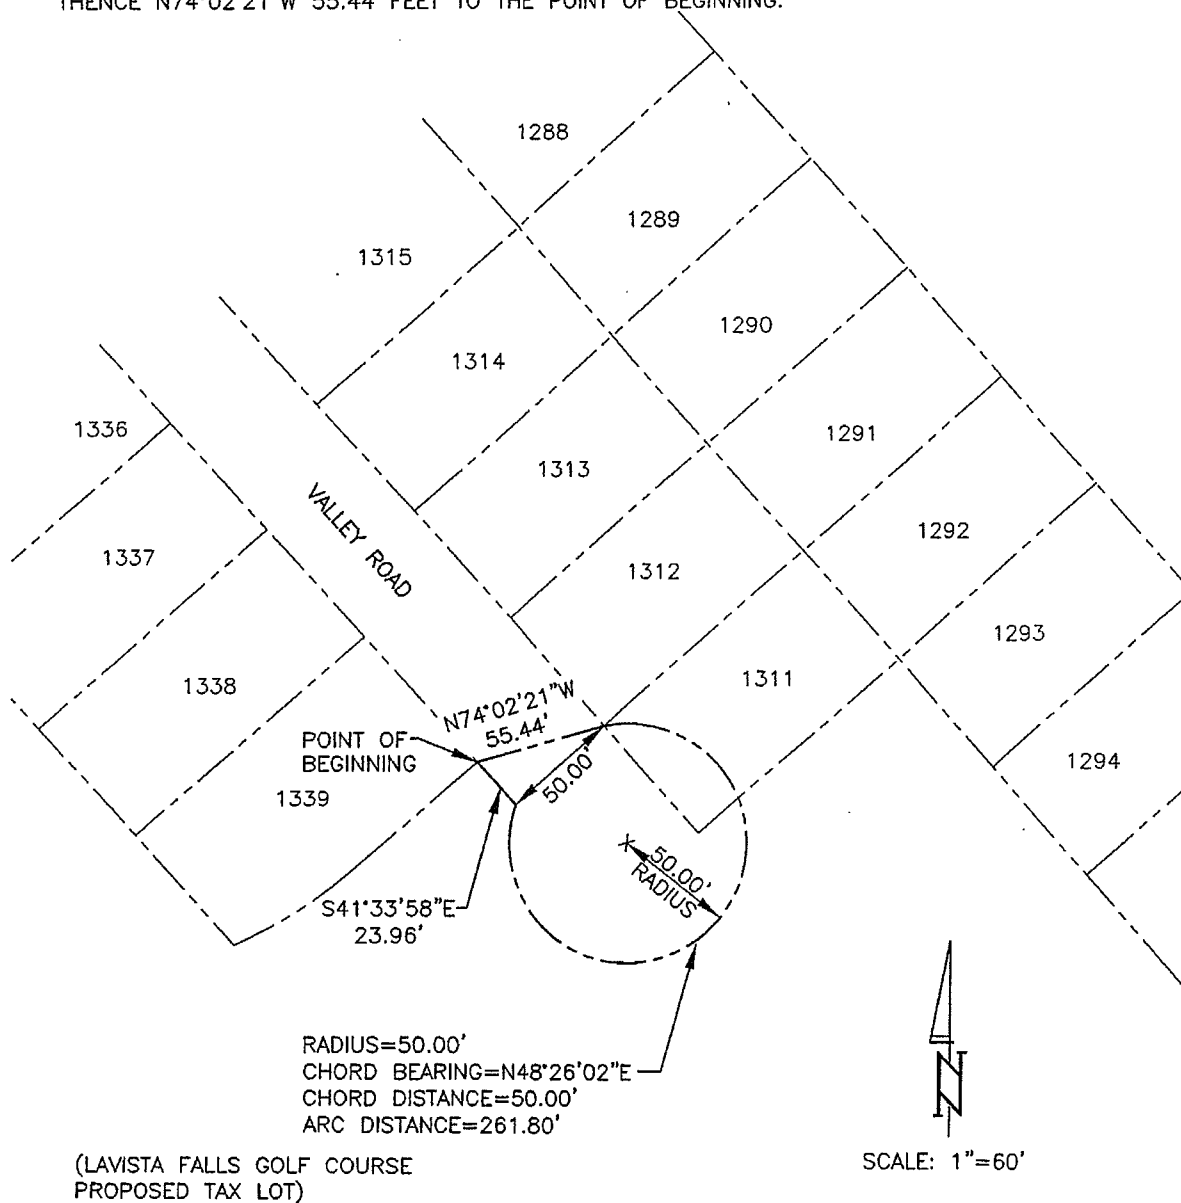 THENCE N74°02'21"W 55.44 FEET TO THE POINT OF BEGINNING.
1288
1289
1315
1290
1314
1336
1291
1313
VALLEY ROAD
1292
1337
1312
1293
1311
1338
N74°02'21"W
55.44'
POINT OF
BEGINNING
1294
50.00'
1339
50.00'
RADIUS
S41°33'58"E
23.96'
RADIUS=50.00'
CHORD BEARING=N48°26'02"E
CHORD DISTANCE=50.00'
ARC DISTANCE=261.80'
N
(LAVISTA FALLS GOLF COURSE
PROPOSED TAX LOT)
SCALE: 1"=60'